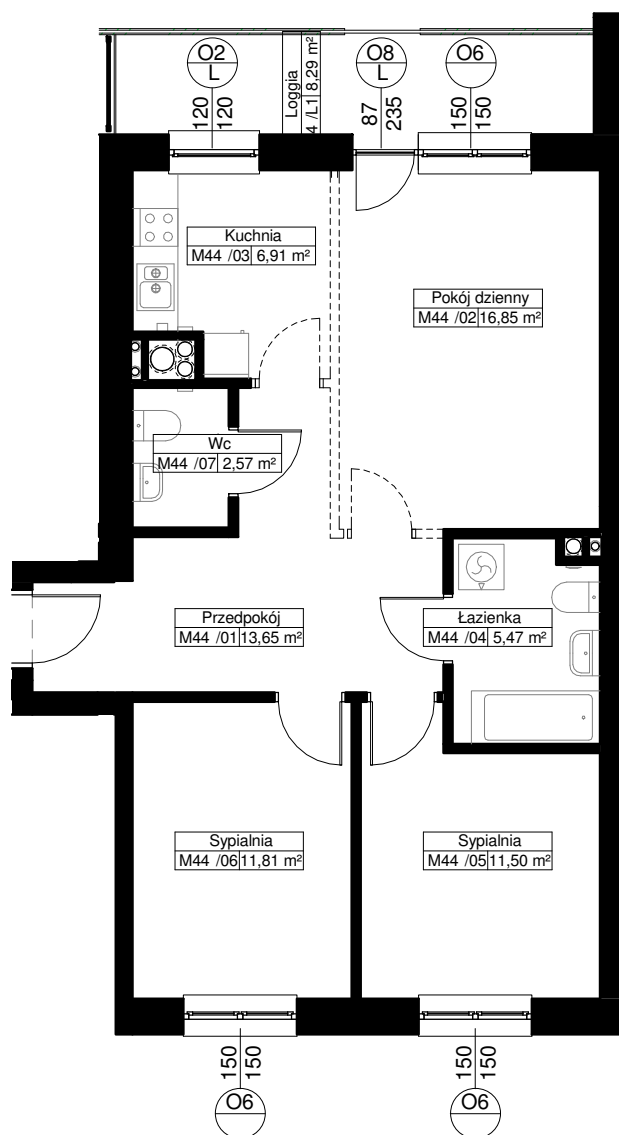 O2
L
120
120
Loggia
4 /L1 8,29 m²
O8
L
87
235
O6
150
150
Kuchnia
M44 /03 6,91 m²
Pokój dzienny
M44 /02 16,85 m²
Wc
M44 /07 2,57 m²
Przedpokój
M44 /01 13,65 m²
Łazienka
M44 /04 5,47 m²
Sypialnia
M44 /06 11,81 m²
Sypialnia
M44 /05 11,50 m²
150
150
O6
150
150
O6